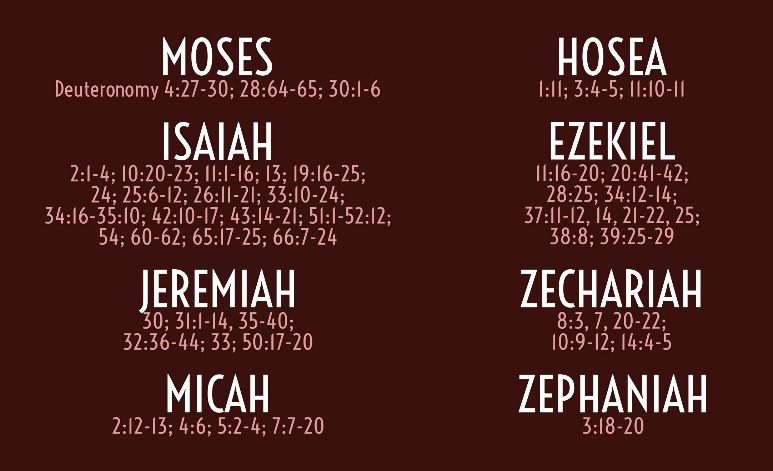 MOSES
Deuteronomy 4:27-30; 28:64-65; 30:1-6
ISAIAH
2:1-4; 10:20-23; 11:1-16; 13; 19:16-25;
24; 25:6-12; 26:11-21; 33:10-24;
34:16-35:10; 42:10-17; 43:14-21; 51:1-52:12;
54; 60-62; 65:17-25; 66:7-24
JEREMIAH
30; 31:1-14, 35-40;
32:36-44; 33; 50:17-20
MICAH
2:12-13; 4:6; 5:2-4; 7:7-20
HOSEA
1:11; 3:4-5; 11:10-11
EZEKIEL
11:16-20; 20:41-42;
28:25; 34:12-14;
37:11-12, 14, 21-22, 25;
38:8; 39:25-29
ZECHARIAH
8:3, 7, 20-22;
10:9-12; 14:4-5
ZEPHANIAH
3:18-20